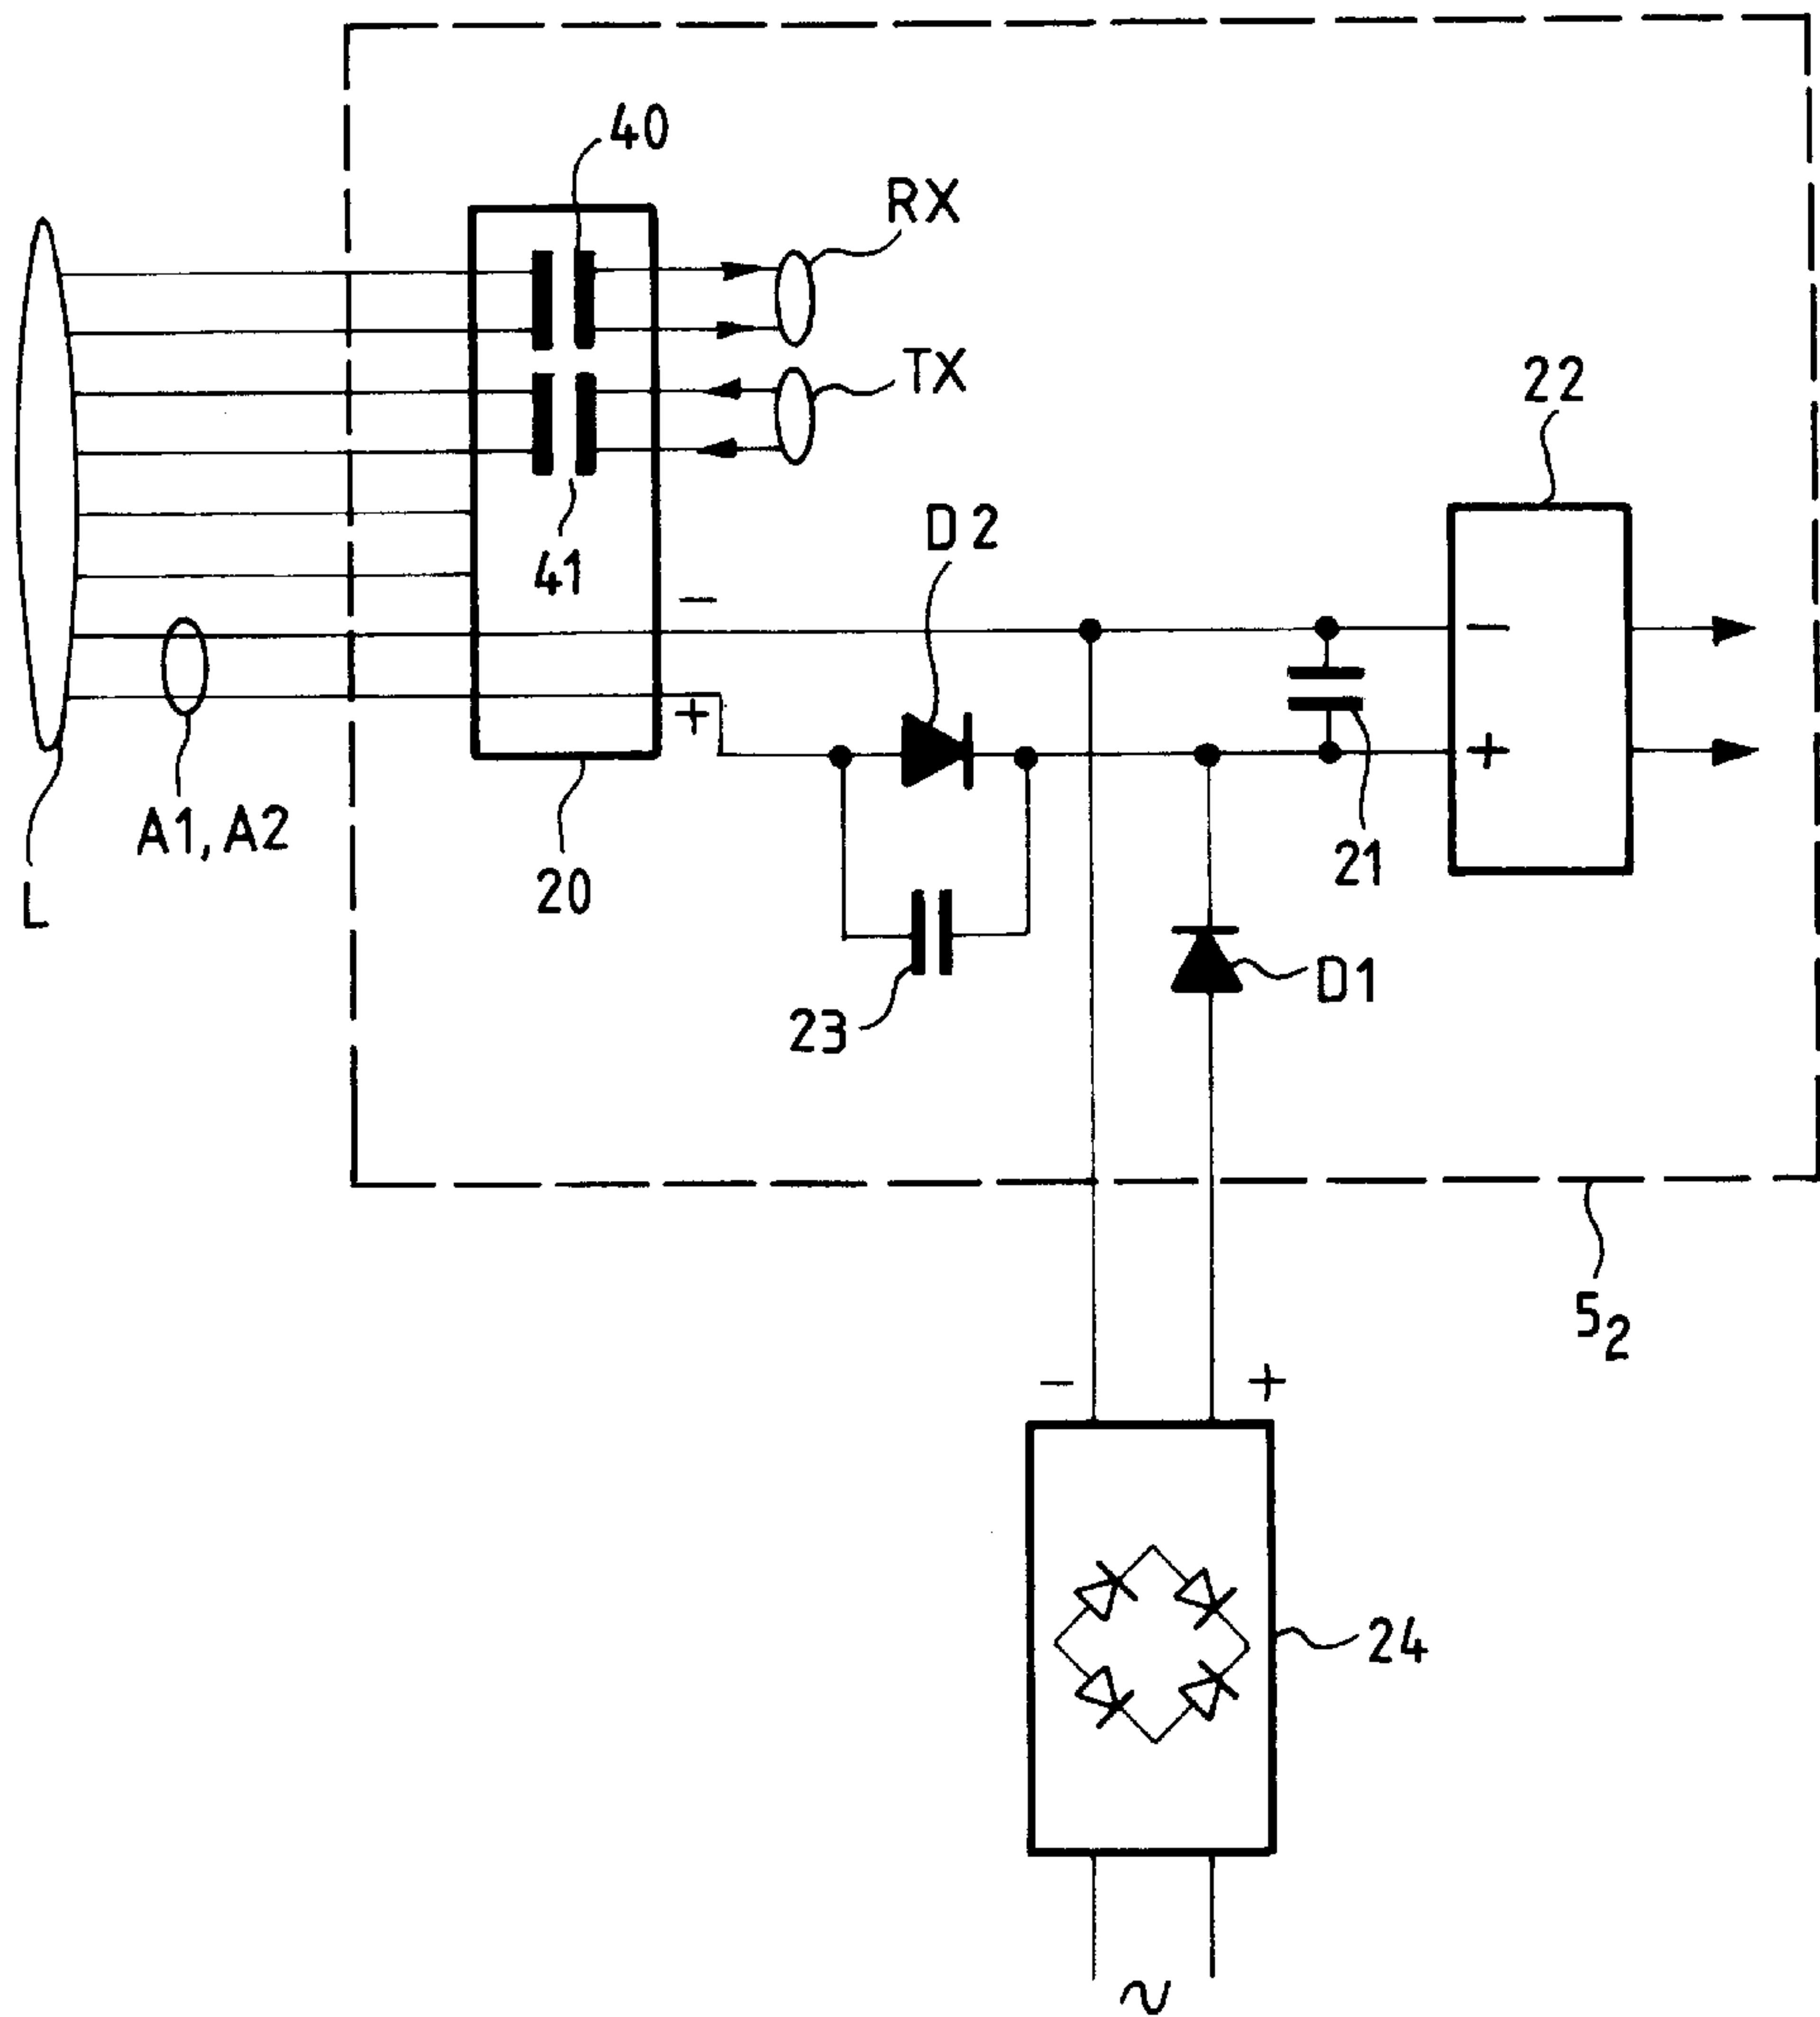 40
RX
TX
22
41
D2
−
−
+
+
A1, A2
20
21
L
23
D1
5₂
− +
24
~